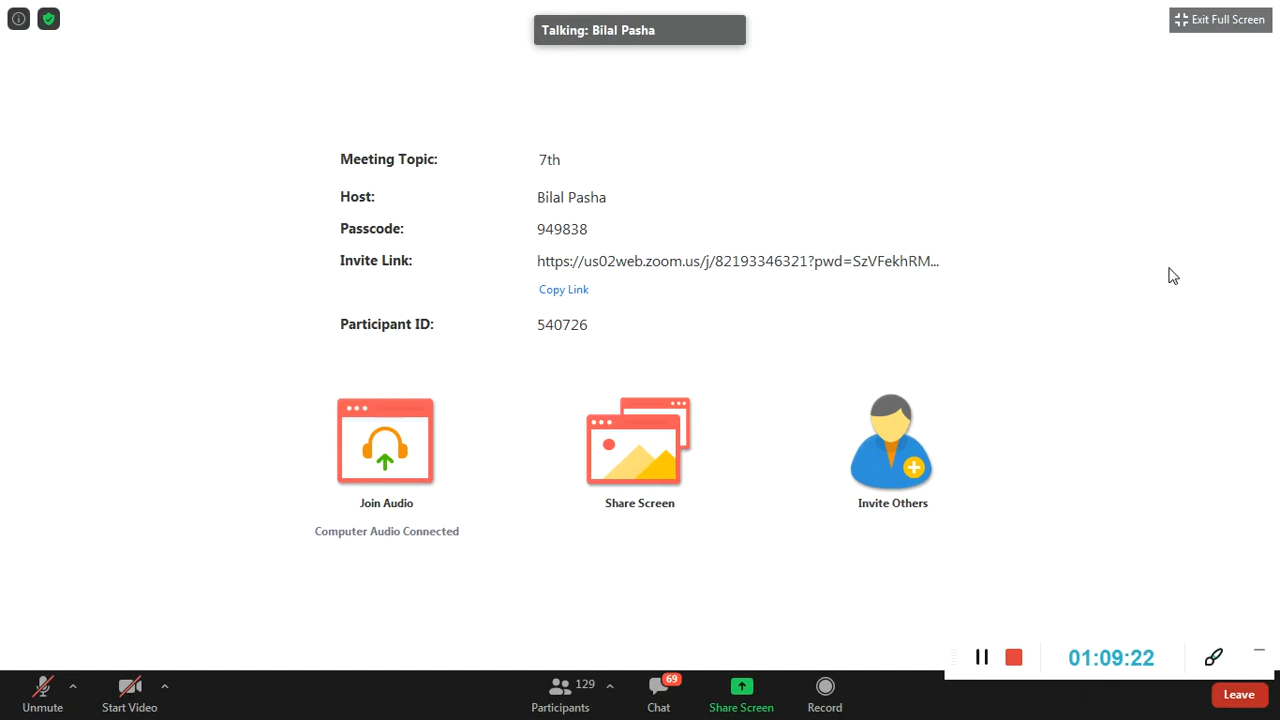 Talking: Bilal Pasha
Exit Full Screen
Meeting Topic: 7th
Host: Bilal Pasha
Passcode: 949838
Invite Link: https://us02web.zoom.us/j/82193346321?pwd=SzVFekhRM...
Copy Link
Participant ID: 540726
Join Audio
Share Screen
Invite Others
Computer Audio Connected
01:09:22
Unmute
Start Video
129
Participants
69
Chat
Share Screen
Record
Leave